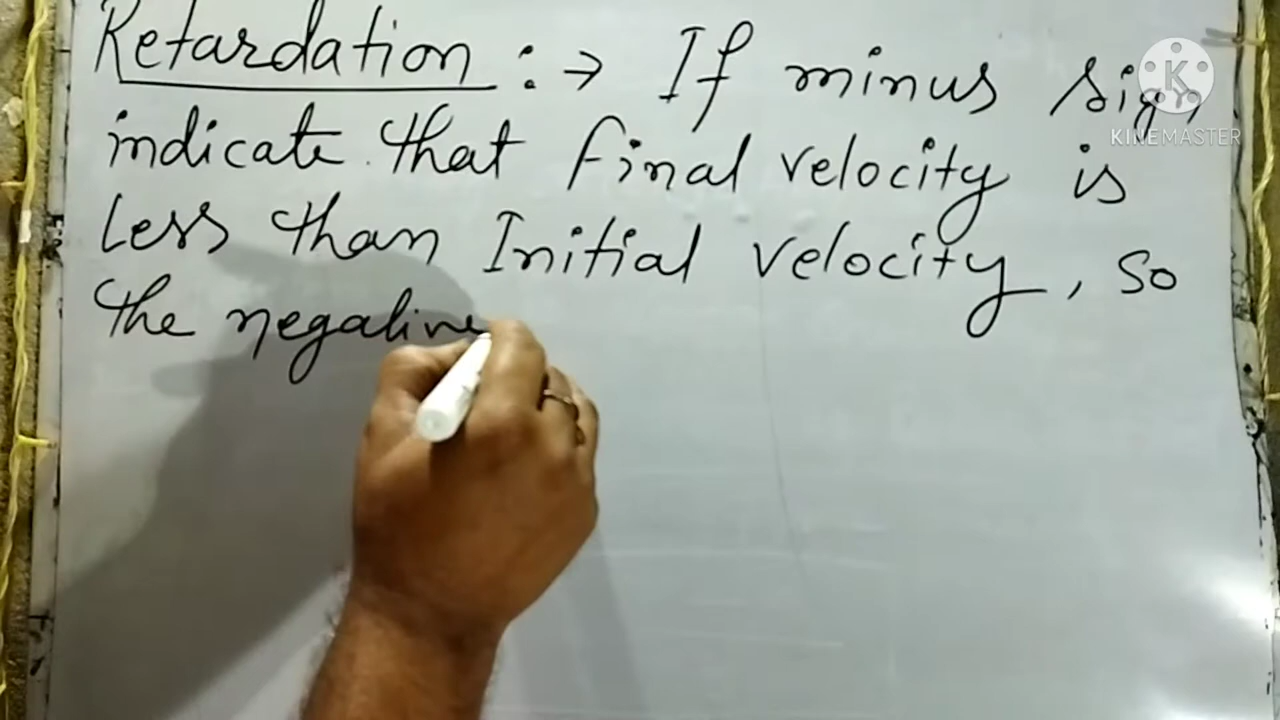 Retardation :→ If minus sign
indicate that final velocity is
less than Initial velocity, so
the negative
K
KINEMASTER